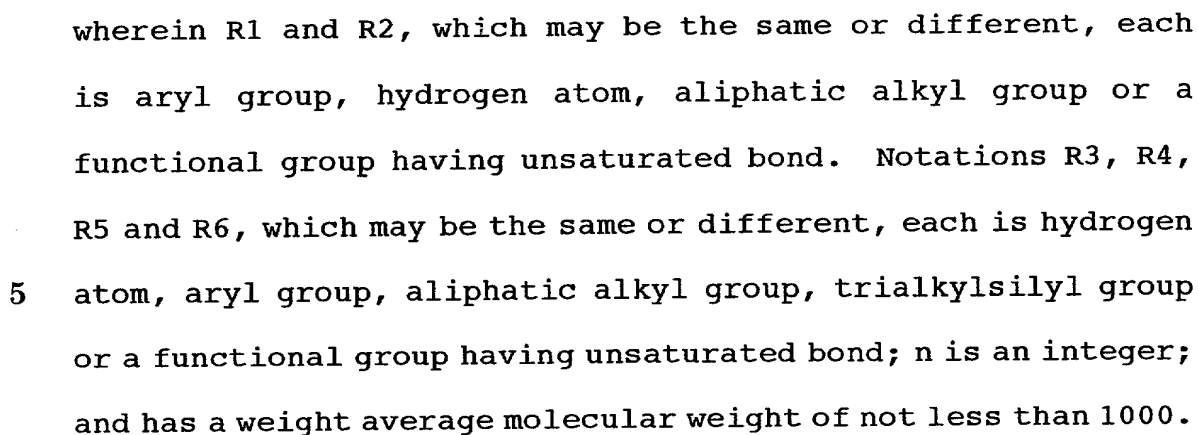 wherein R1 and R2, which may be the same or different, each
is aryl group, hydrogen atom, aliphatic alkyl group or a
functional group having unsaturated bond. Notations R3, R4,
R5 and R6, which may be the same or different, each is hydrogen
5 atom, aryl group, aliphatic alkyl group, trialkylsilyl group
or a functional group having unsaturated bond; n is an integer;
and has a weight average molecular weight of not less than 1000.